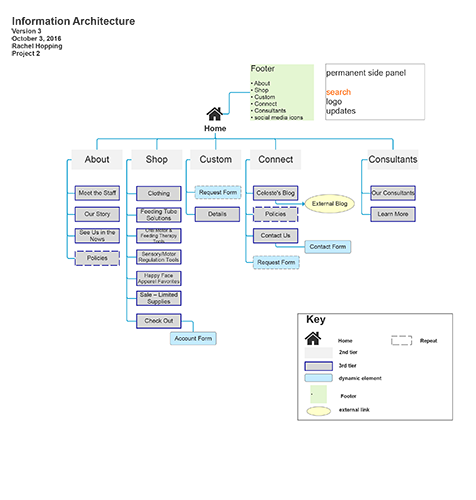 Information Architecture
Version 3
October 3, 2016
Rachel Hopping
Project 2
Footer
• About
• Shop
• Custom
• Connect
• Consultants
• social media icons
permanent side panel
search
logo
updates
Home
About
Shop
Custom
Connect
Consultants
Meet the Staff
Our Story
See Us in the
News
Policies
Clothing
Feeding Tube
Solutions
Oral Motor &
Feeding Therapy
Tools
Sensory/Motor
Regulation Tools
Happy Face
Apparel Favorites
Sale – Limited
Supplies
Check Out
Account Form
Request Form
Details
Celeste's Blog
External Blog
Policies
Contact Us
Contact Form
Request Form
Our Consultants
Learn More
Key
Home
Repeat
2nd tier
3rd tier
dynamic element
Footer
external link